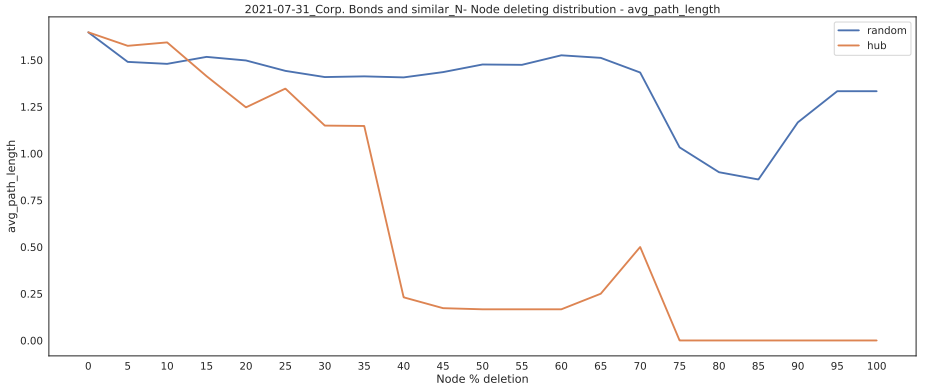 2021-07-31_Corp. Bonds and similar_N- Node deleting distribution - avg_path_length
random
hub
avg_path_length
1.50
1.25
1.00
0.75
0.50
0.25
0.00
0 5 10 15 20 25 30 35 40 45 50 55 60 65 70 75 80 85 90 95 100
Node % deletion